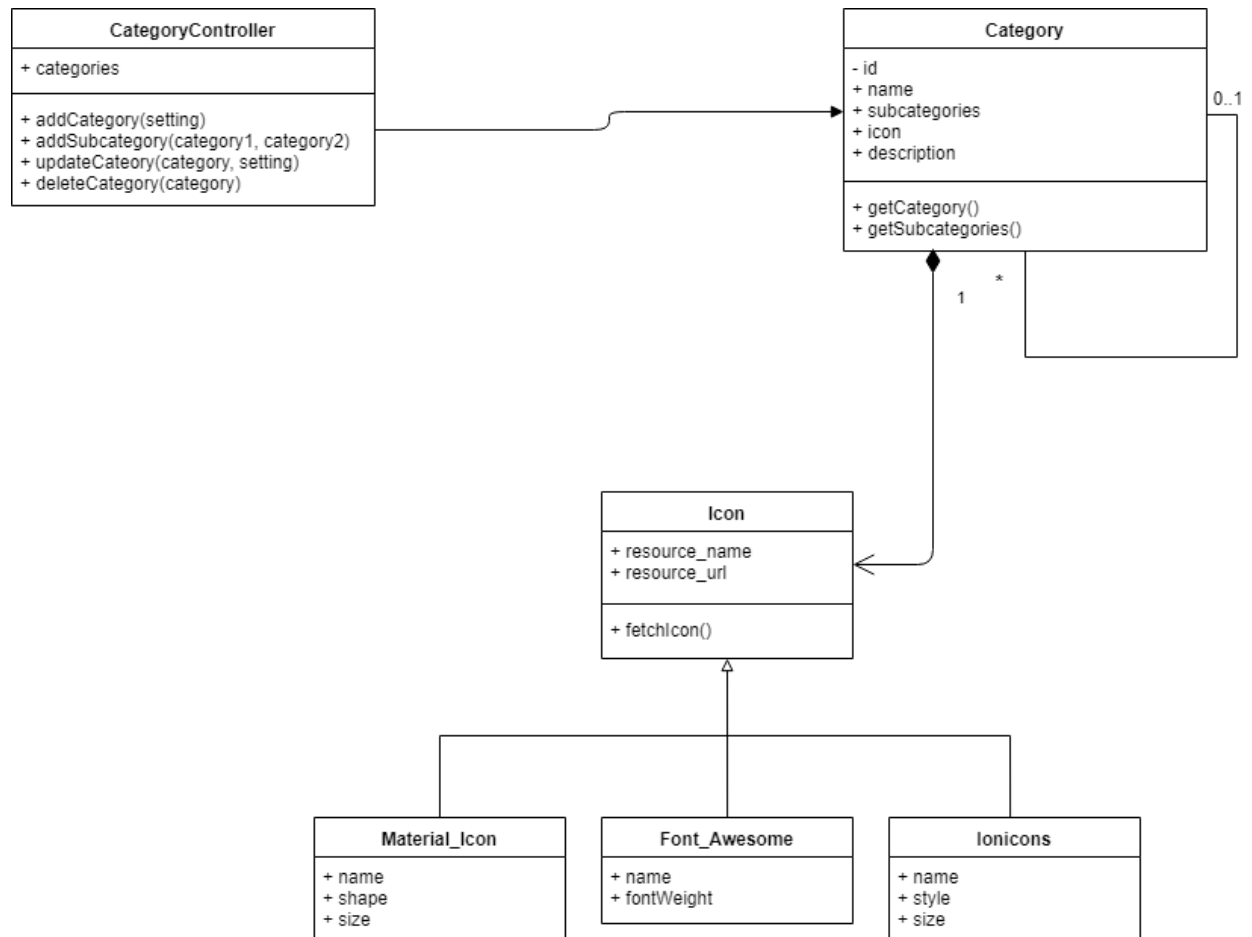 CategoryController
+ categories
+ addCategory(setting)
+ addSubcategory(category1, category2)
+ updateCateory(category, setting)
+ deleteCategory(category)
Category
- id
+ name
+ subcategories
+ icon
+ description
+ getCategory()
+ getSubcategories()
0..1
*
1
Icon
+ resource_name
+ resource_url
+ fetchIcon()
Material_Icon
+ name
+ shape
+ size
Font_Awesome
+ name
+ fontWeight
Ionicons
+ name
+ style
+ size